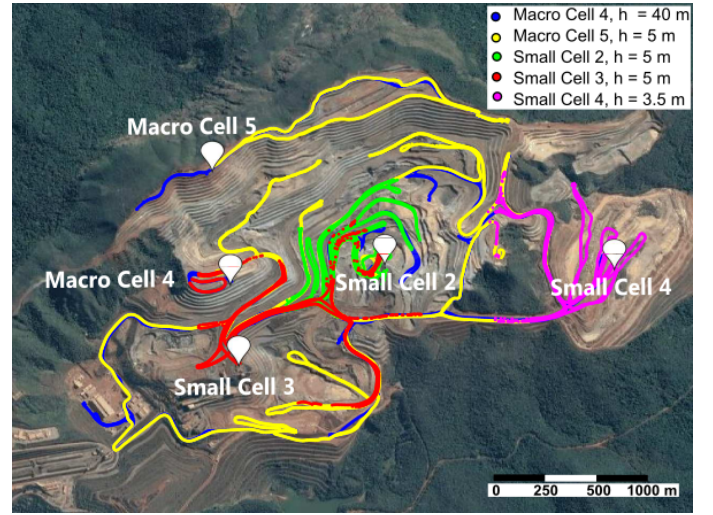 Macro Cell 4, h = 40 m
Macro Cell 5, h = 5 m
Small Cell 2, h = 5 m
Small Cell 3, h = 5 m
Small Cell 4, h = 3.5 m
Macro Cell 5
Macro Cell 4
Small Cell 2
Small Cell 4
Small Cell 3
0 250 500 1000 m